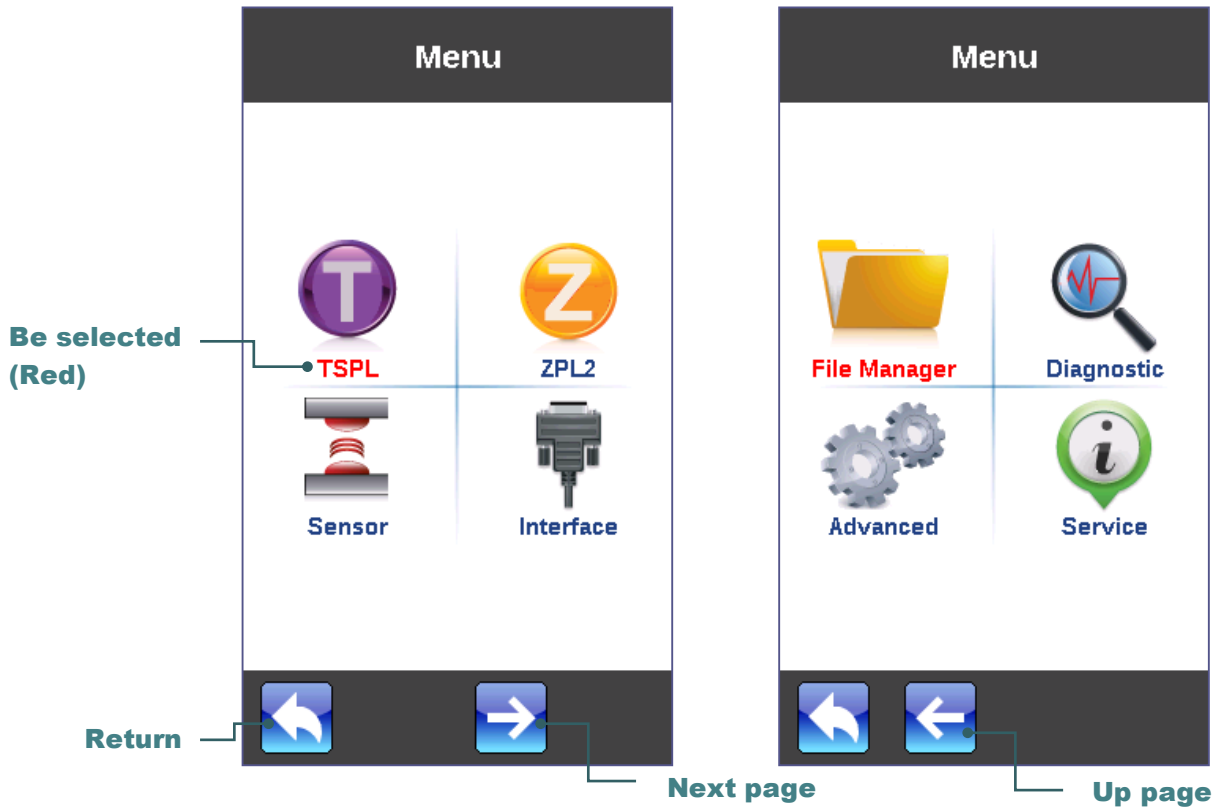 Menu
Menu
T
Z
Be selected
(Red)
TSPL
ZPL2
File Manager
Diagnostic
i
Sensor
Interface
Advanced
Service
Return
Next page
Up page